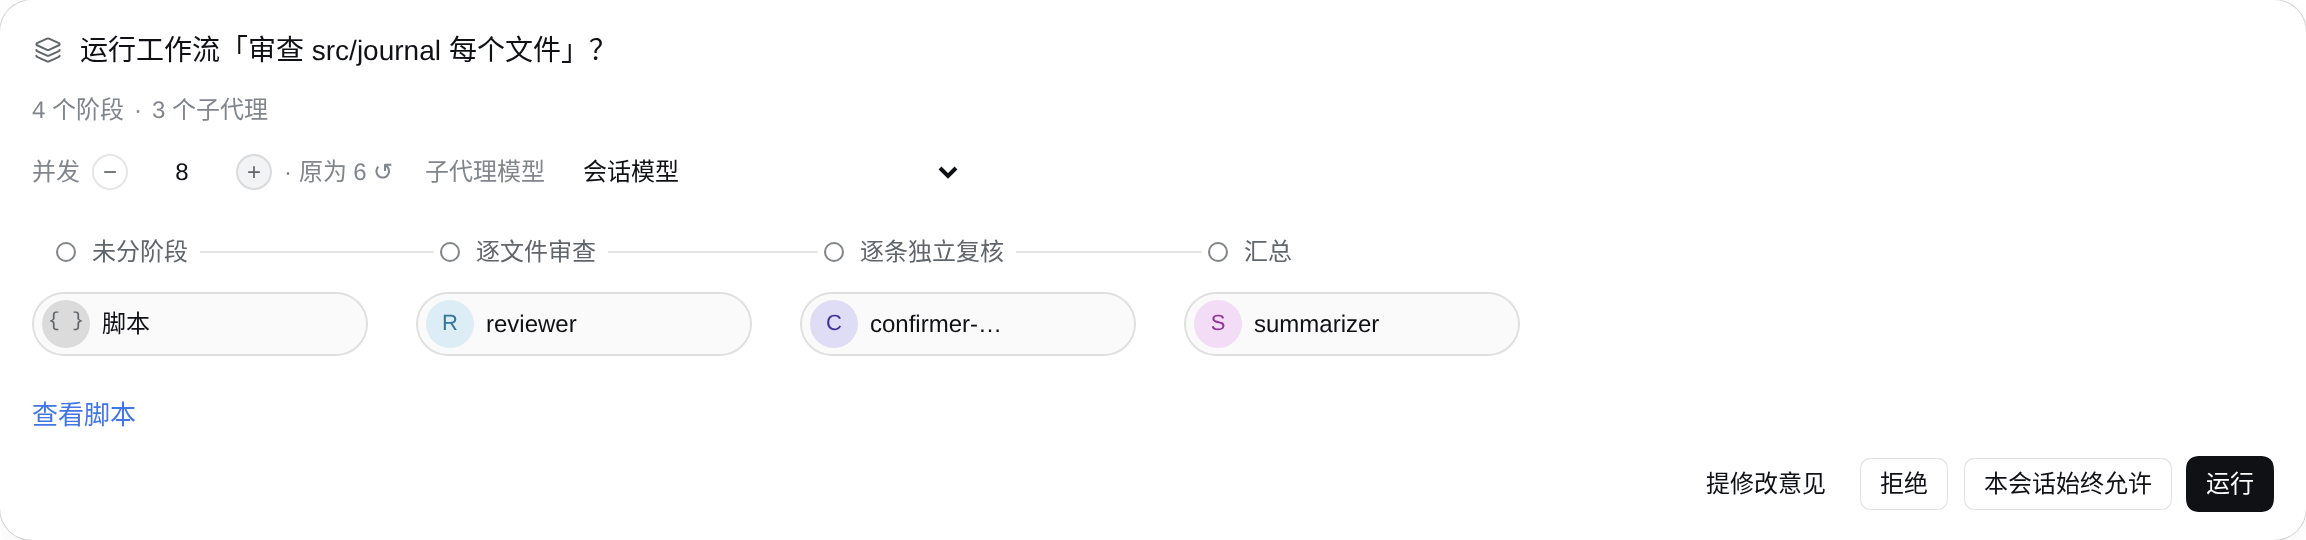 运行工作流「审查 src/journal 每个文件」？
4 个阶段 · 3 个子代理
并发 − 8 + · 原为 6 ↺ 子代理模型 会话模型
未分阶段 逐文件审查 逐条独立复核 汇总
{ } 脚本 R reviewer C confirmer-… S summarizer
查看脚本
提修改意见 拒绝 本会话始终允许 运行